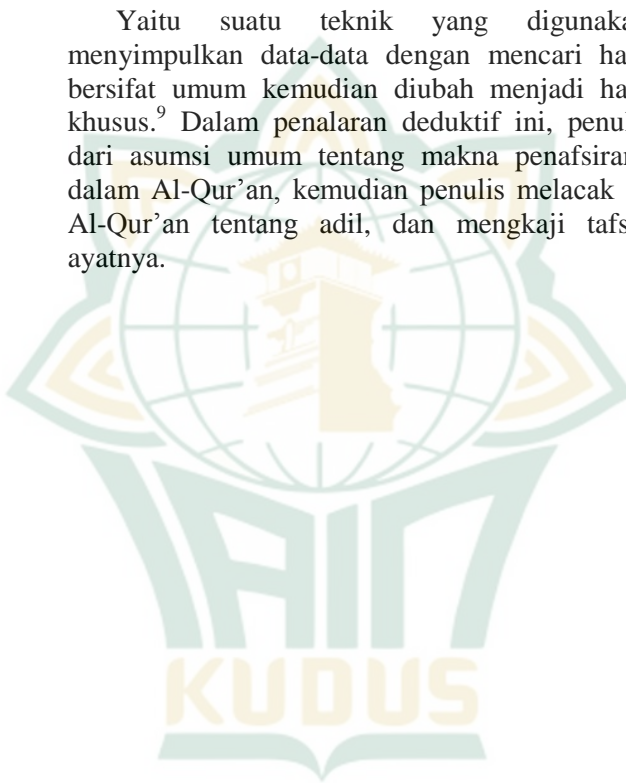 Yaitu suatu teknik yang digunaka
menyimpulkan data-data dengan mencari ha
bersifat umum kemudian diubah menjadi ha
khusus.⁹ Dalam penalaran deduktif ini, penul
dari asumsi umum tentang makna penafsiran
dalam Al-Qur'an, kemudian penulis melacak
Al-Qur'an tentang adil, dan mengkaji tafs
ayatnya.
IAIN
KUDUS